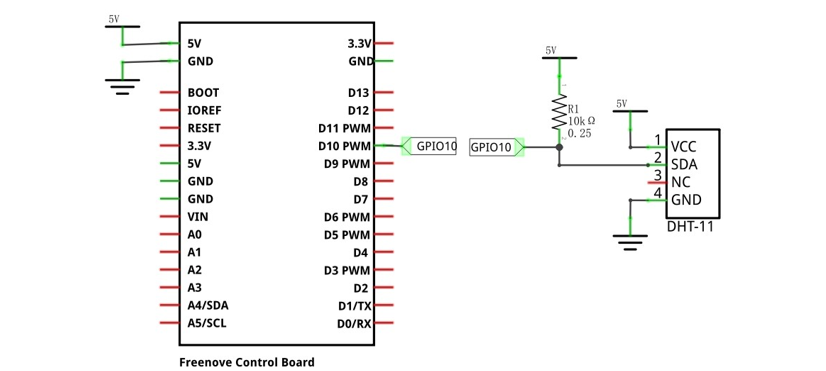 5V
5V
GND
BOOT
IOREF
RESET
3.3V
5V
GND
GND
VIN
A0
A1
A2
A3
A4/SDA
A5/SCL
3.3V
GND
D13
D12
D11 PWM
D10 PWM
D9 PWM
D8
D7
D6 PWM
D5 PWM
D4
D3 PWM
D2
D1/TX
D0/RX
Freenove Control Board
GPIO10
GPIO10
5V
R1
10kΩ
0.25
5V
1 VCC
2 SDA
3 NC
4 GND
DHT-11